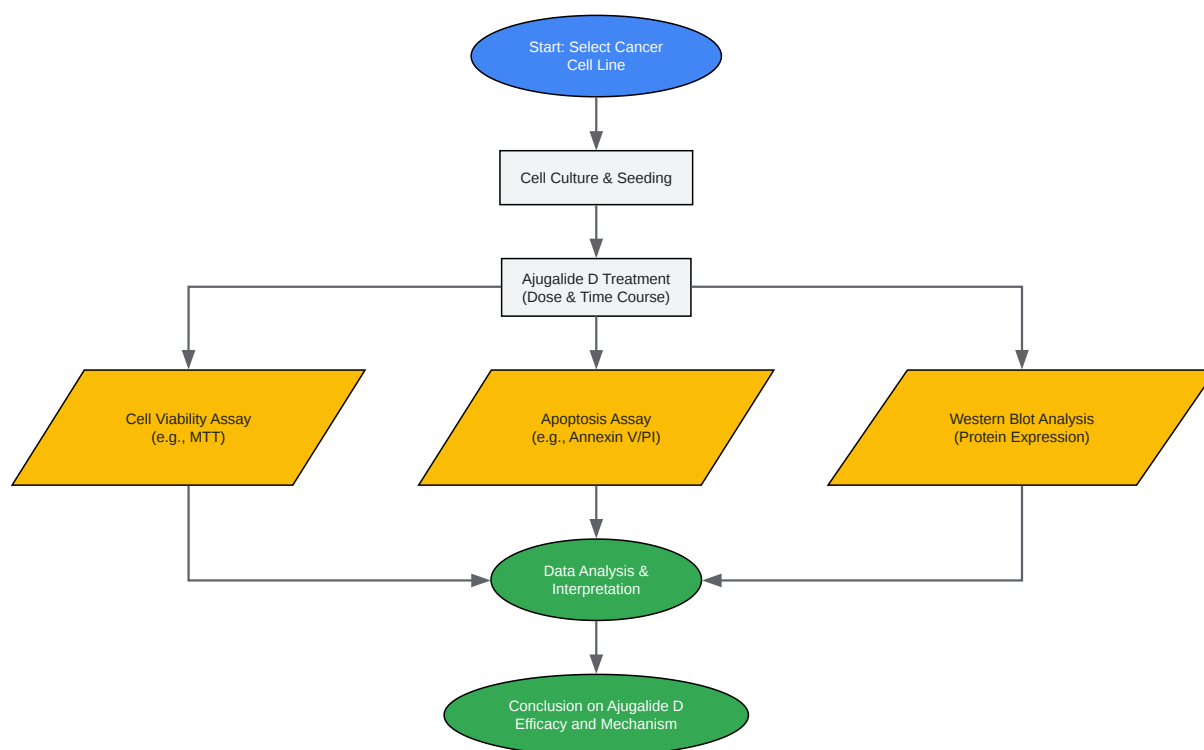 Start: Select Cancer
Cell Line
Cell Culture & Seeding
Ajugalide D Treatment
(Dose & Time Course)
Cell Viability Assay
(e.g., MTT)
Apoptosis Assay
(e.g., Annexin V/PI)
Western Blot Analysis
(Protein Expression)
Data Analysis &
Interpretation
Conclusion on Ajugalide D
Efficacy and Mechanism